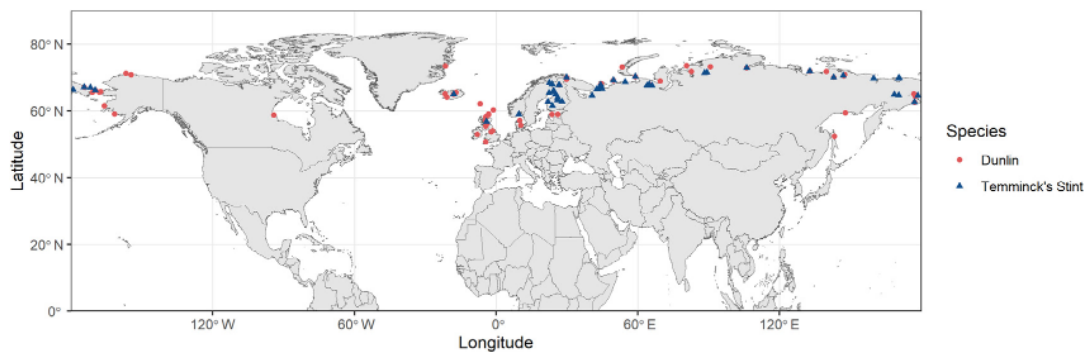 80° N
60° N
40° N
20° N
0°
Latitude
120° W
60° W
0°
60° E
120° E
Longitude
Species
Dunlin
Temminck's Stint